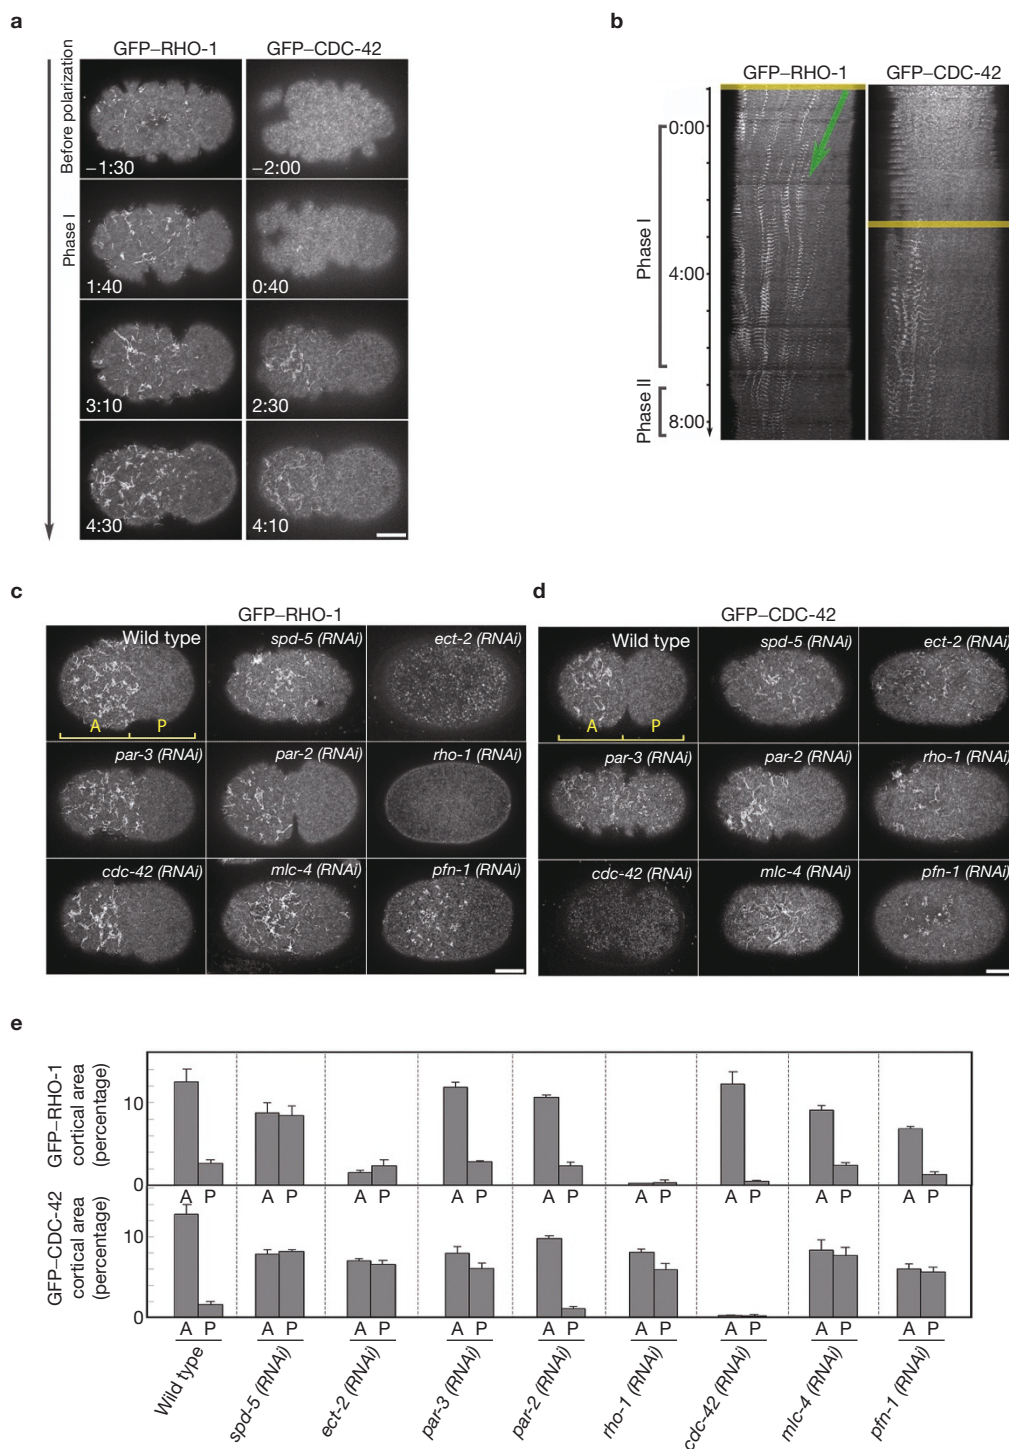 a
GFP–RHO-1
GFP–CDC-42
Before polarization
Phase I
–1:30
–2:00
1:40
0:40
3:10
2:30
4:30
4:10
b
GFP–RHO-1
GFP–CDC-42
0:00
4:00
8:00
Phase I
Phase II
c
GFP–RHO-1
Wild type
spd-5 (RNAi)
ect-2 (RNAi)
A
P
par-3 (RNAi)
par-2 (RNAi)
rho-1 (RNAi)
cdc-42 (RNAi)
mlc-4 (RNAi)
pfn-1 (RNAi)
d
GFP–CDC-42
Wild type
spd-5 (RNAi)
ect-2 (RNAi)
A
P
par-3 (RNAi)
par-2 (RNAi)
rho-1 (RNAi)
cdc-42 (RNAi)
mlc-4 (RNAi)
pfn-1 (RNAi)
e
GFP–RHO-1
cortical area
(percentage)
10
0
A P A P A P A P A P A P A P A P A P
GFP–CDC-42
cortical area
(percentage)
10
0
A P A P A P A P A P A P A P A P A P
Wild type
spd-5 (RNAi)
ect-2 (RNAi)
par-3 (RNAi)
par-2 (RNAi)
rho-1 (RNAi)
cdc-42 (RNAi)
mlc-4 (RNAi)
pfn-1 (RNAi)